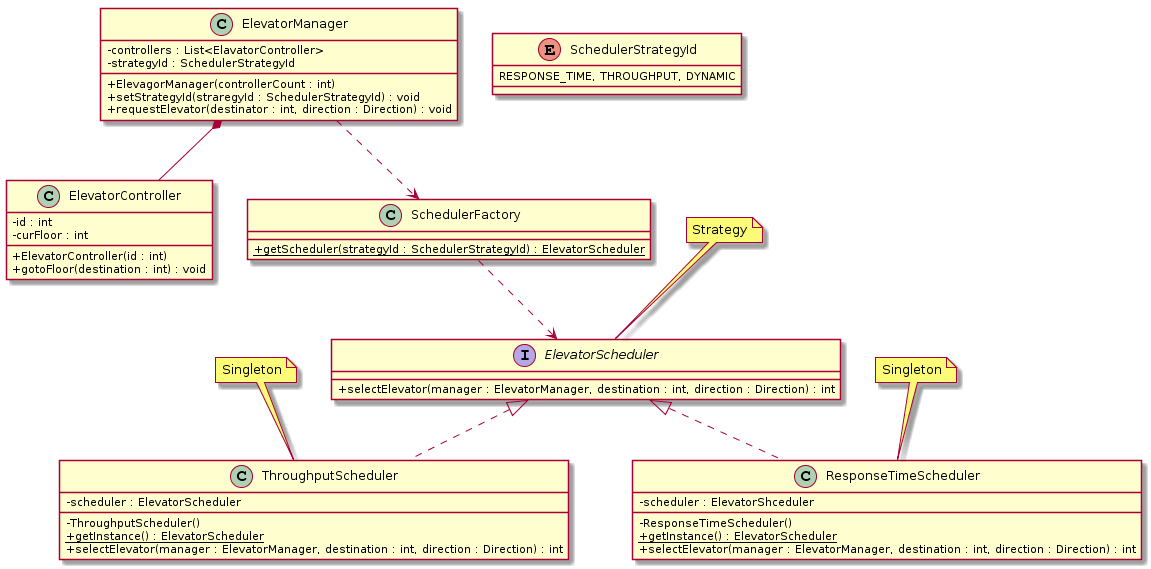 C ElevatorManager
-controllers : List<ElavatorController>
-strategyId : SchedulerStrategyId
+ElevagorManager(controllerCount : int)
+setStrategyId(straregyId : SchedulerStrategyId) : void
+requestElevator(destinator : int, direction : Direction) : void
E SchedulerStrategyId
RESPONSE_TIME, THROUGHPUT, DYNAMIC
C ElevatorController
-id : int
-curFloor : int
+ElevatorController(id : int)
+gotoFloor(destination : int) : void
C SchedulerFactory
+getScheduler(strategyId : SchedulerStrategyId) : ElevatorScheduler
Strategy
I ElevatorScheduler
+selectElevator(manager : ElevatorManager, destination : int, direction : Direction) : int
Singleton
Singleton
C ThroughputScheduler
-scheduler : ElevatorScheduler
-ThroughputScheduler()
+getInstance() : ElevatorScheduler
+selectElevator(manager : ElevatorManager, destination : int, direction : Direction) : int
C ResponseTimeScheduler
-scheduler : ElevatorShceduler
-ResponseTimeScheduler()
+getInstance() : ElevatorScheduler
+selectElevator(manager : ElevatorManager, destination : int, direction : Direction) : int